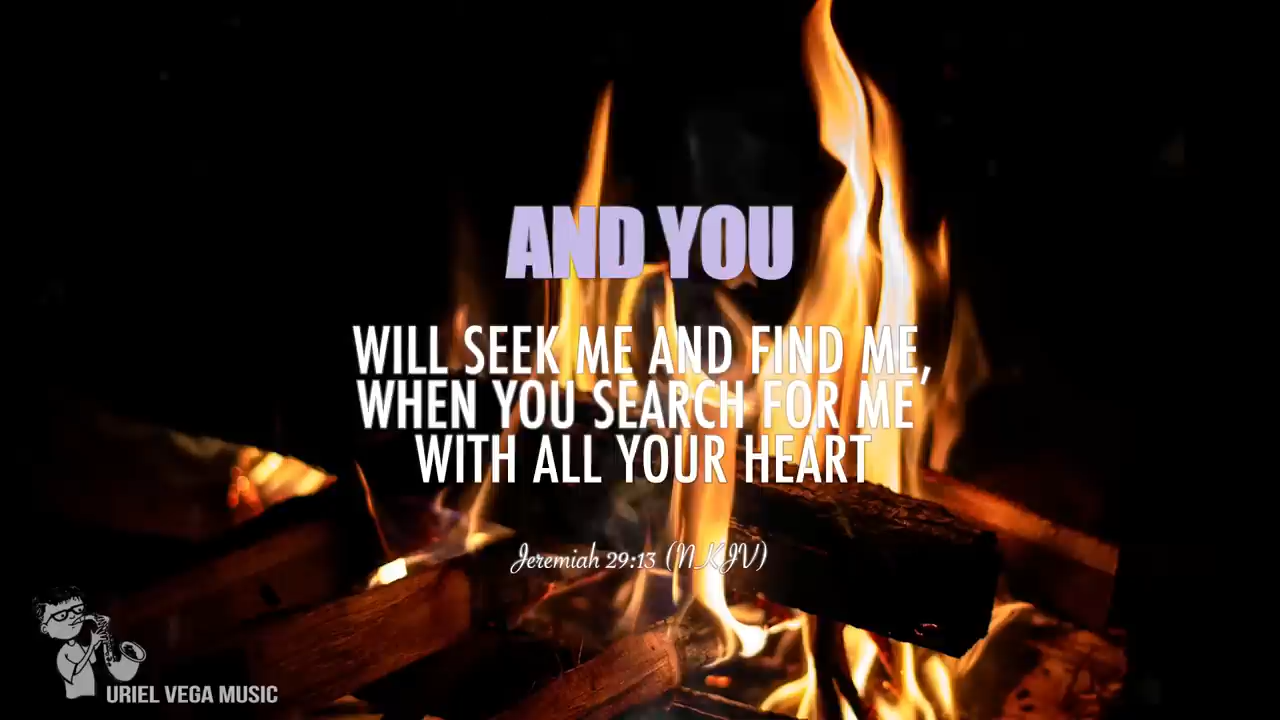 AND YOU
WILL SEEK ME AND FIND ME,
WHEN YOU SEARCH FOR ME
WITH ALL YOUR HEART
Jeremiah 29:13 (NKJV)
URIEL VEGA MUSIC